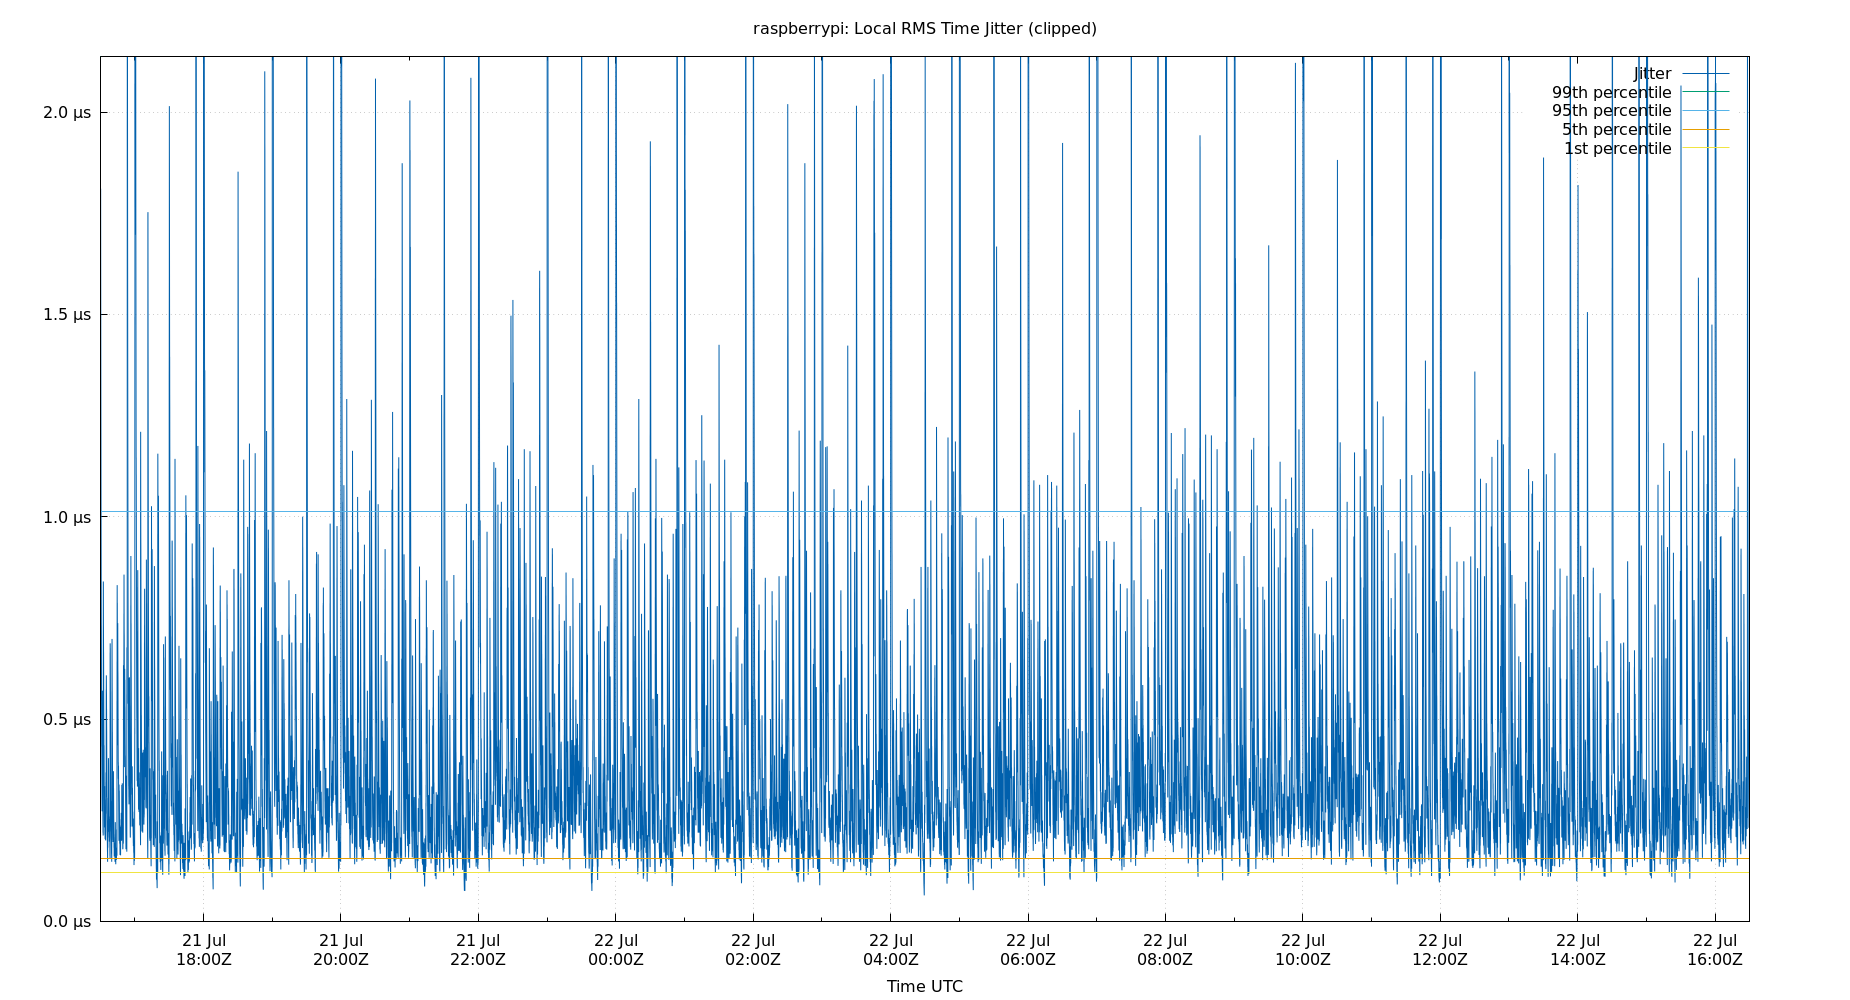 raspberrypi: Local RMS Time Jitter (clipped)
Jitter
99th percentile
95th percentile
5th percentile
1st percentile
2.0 µs
1.5 µs
1.0 µs
0.5 µs
0.0 µs
21 Jul 21 Jul 21 Jul 22 Jul 22 Jul 22 Jul 22 Jul 22 Jul 22 Jul 22 Jul 22 Jul 22 Jul
18:00Z 20:00Z 22:00Z 00:00Z 02:00Z 04:00Z 06:00Z 08:00Z 10:00Z 12:00Z 14:00Z 16:00Z
Time UTC